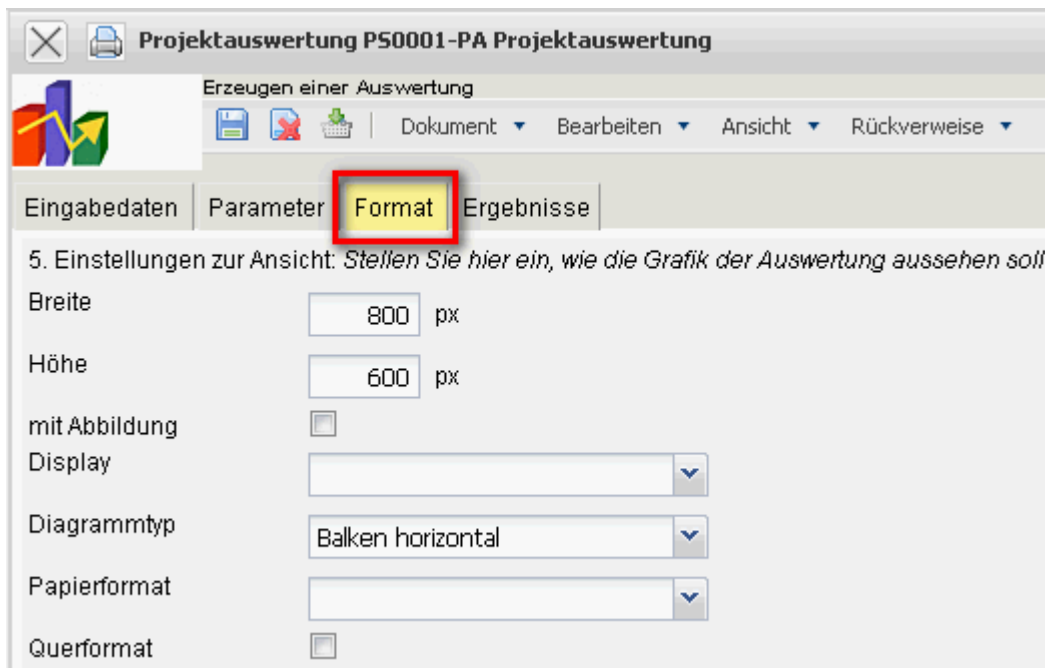 Projektauswertung PS0001-PA Projektauswertung
Erzeugen einer Auswertung
Dokument Bearbeiten Ansicht Rückverweise
Eingabedaten Parameter Format Ergebnisse
5. Einstellungen zur Ansicht: Stellen Sie hier ein, wie die Grafik der Auswertung aussehen soll
Breite 800 px
Höhe 600 px
mit Abbildung
Display
Diagrammtyp Balken horizontal
Papierformat
Querformat